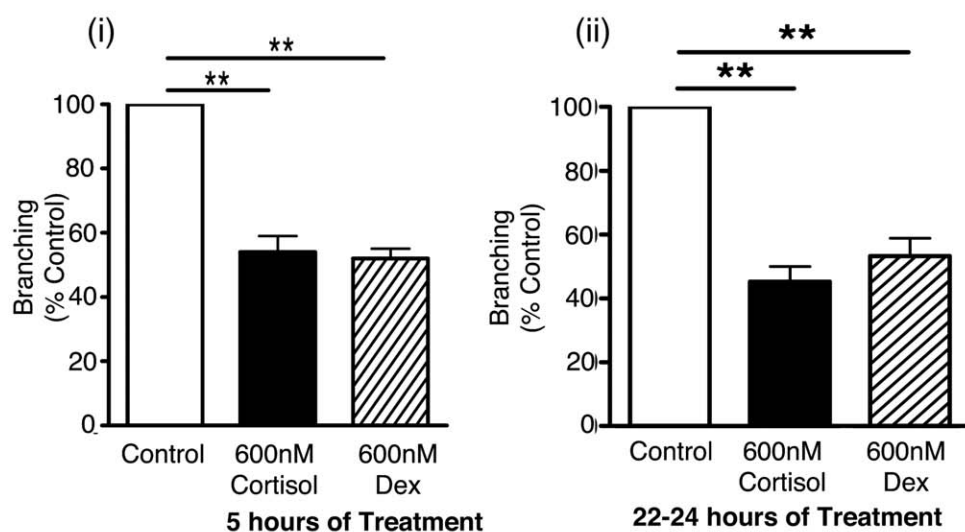 (i)
**
**
Branching
(% Control)
100
80
60
40
20
0
Control
600nM
Cortisol
600nM
Dex
5 hours of Treatment
(ii)
**
**
Branching
(% Control)
100
80
60
40
20
0
Control
600nM
Cortisol
600nM
Dex
22-24 hours of Treatment